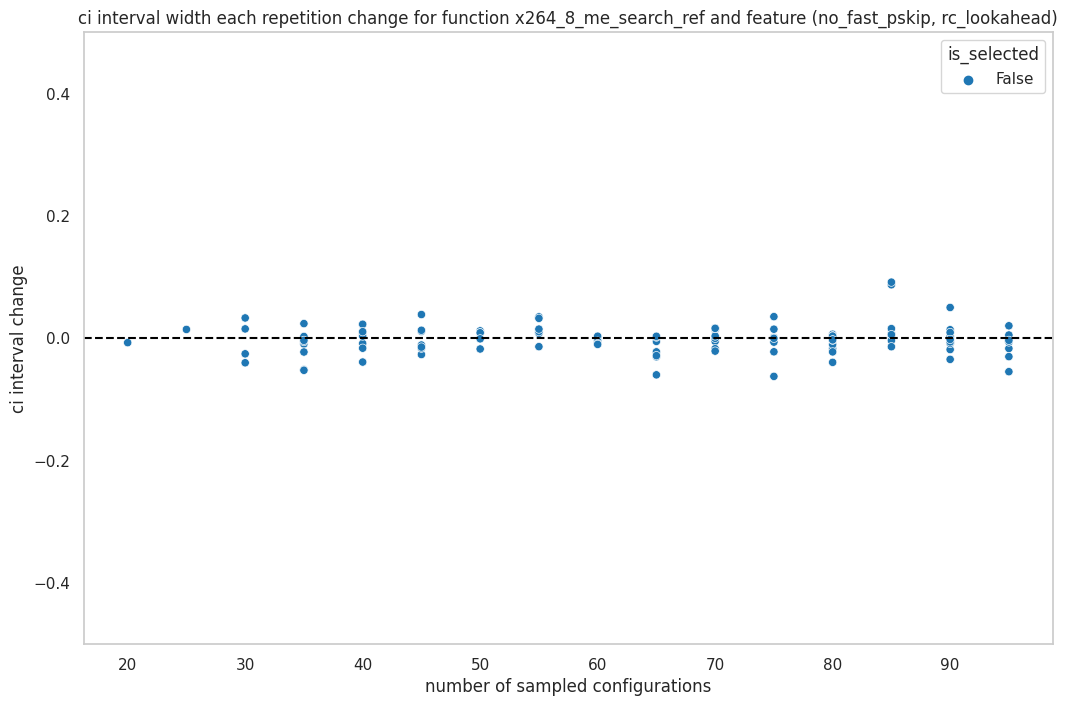 ci interval width each repetition change for function x264_8_me_search_ref and feature (no_fast_pskip, rc_lookahead)
is_selected
False
ci interval change
0.4
0.2
0.0
−0.2
−0.4
20 30 40 50 60 70 80 90
number of sampled configurations